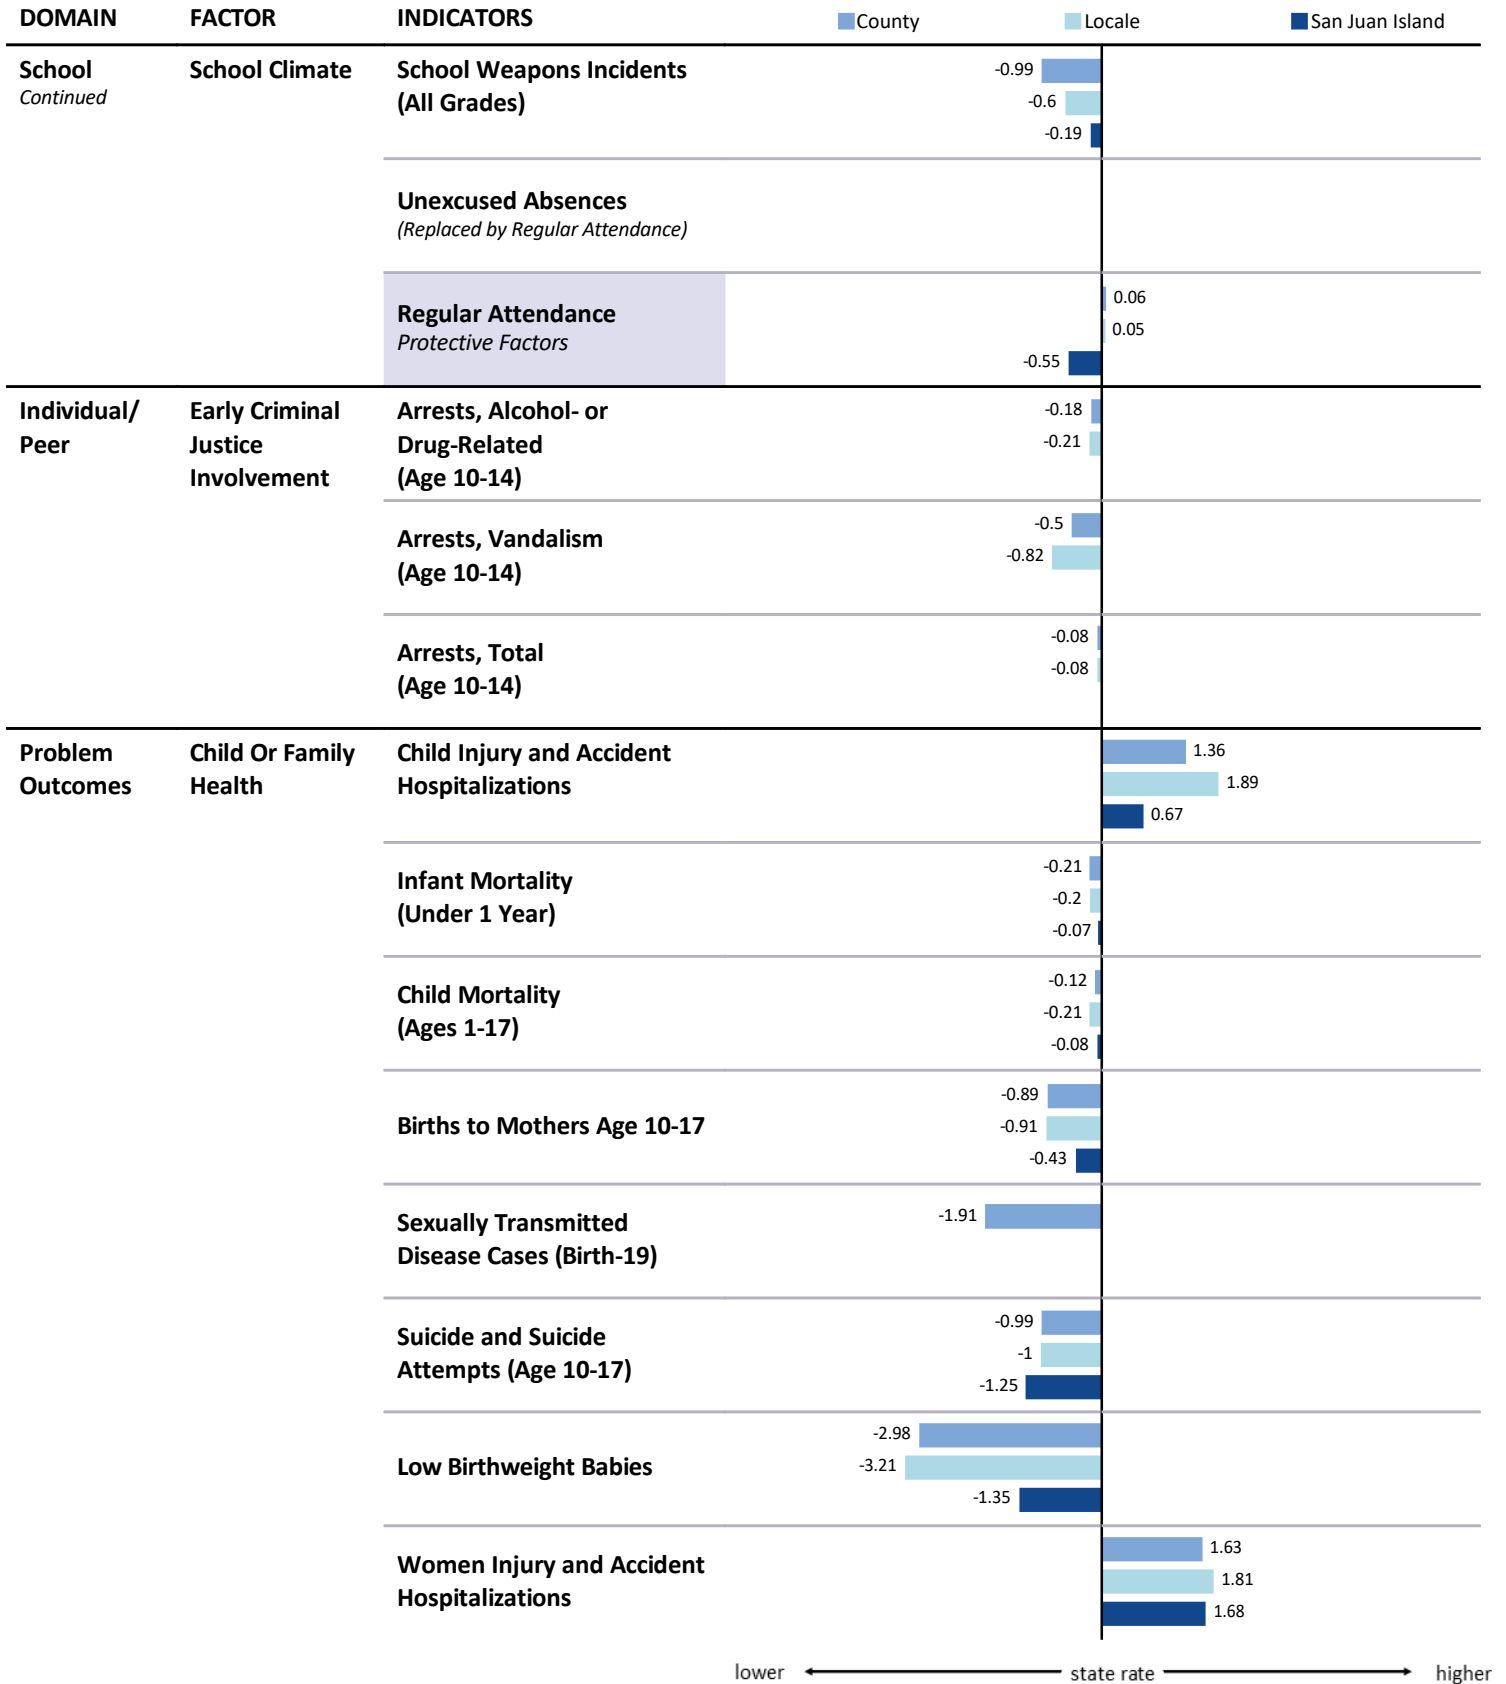 DOMAIN FACTOR INDICATORS County Locale San Juan Island
School School Climate School Weapons Incidents
Continued (All Grades)
-0.99
-0.6
-0.19
Unexcused Absences
(Replaced by Regular Attendance)
Regular Attendance
Protective Factors
0.06
0.05
-0.55
Individual/ Early Criminal Arrests, Alcohol- or
Peer Justice Drug-Related
Involvement (Age 10-14)
-0.18
-0.21
Arrests, Vandalism
(Age 10-14)
-0.5
-0.82
Arrests, Total
(Age 10-14)
-0.08
-0.08
Problem Child Or Family Child Injury and Accident
Outcomes Health Hospitalizations
1.36
1.89
0.67
Infant Mortality
(Under 1 Year)
-0.21
-0.2
-0.07
Child Mortality
(Ages 1-17)
-0.12
-0.21
-0.08
Births to Mothers Age 10-17
-0.89
-0.91
-0.43
Sexually Transmitted
Disease Cases (Birth-19)
-1.91
Suicide and Suicide
Attempts (Age 10-17)
-0.99
-1
-1.25
Low Birthweight Babies
-2.98
-3.21
-1.35
Women Injury and Accident
Hospitalizations
1.63
1.81
1.68
lower state rate higher